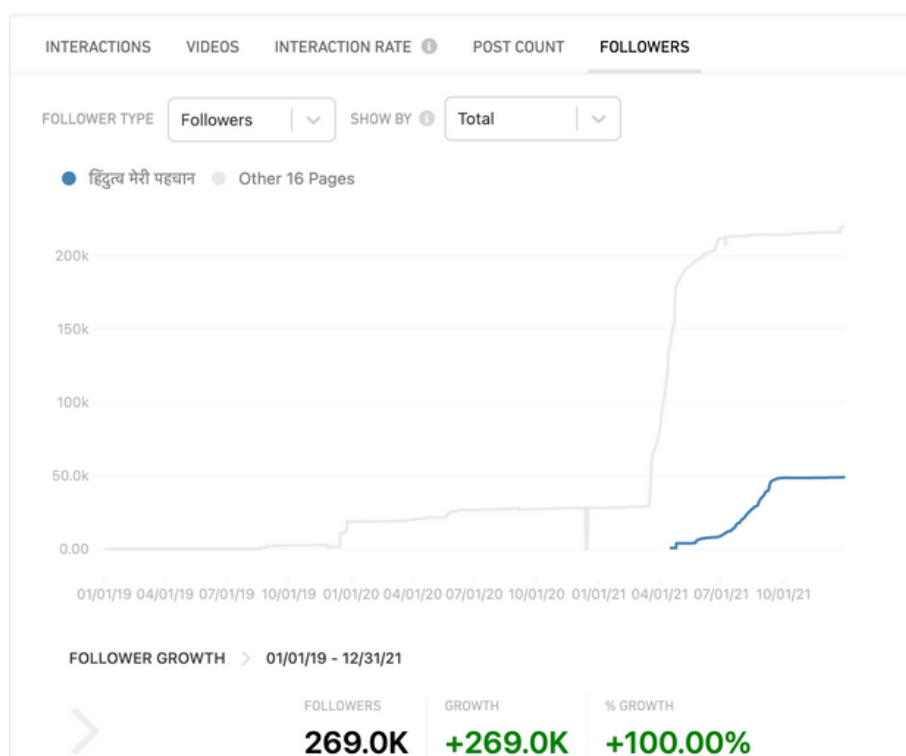 INTERACTIONS VIDEOS INTERACTION RATE POST COUNT FOLLOWERS
FOLLOWER TYPE Followers SHOW BY Total
हिंदुत्व मेरी पहचान Other 16 Pages
200k
150k
100k
50.0k
0.00
01/01/19 04/01/19 07/01/19 10/01/19 01/01/20 04/01/20 07/01/20 10/01/20 01/01/21 04/01/21 07/01/21 10/01/21
FOLLOWER GROWTH 01/01/19 - 12/31/21
FOLLOWERS GROWTH % GROWTH
269.0K +269.0K +100.00%